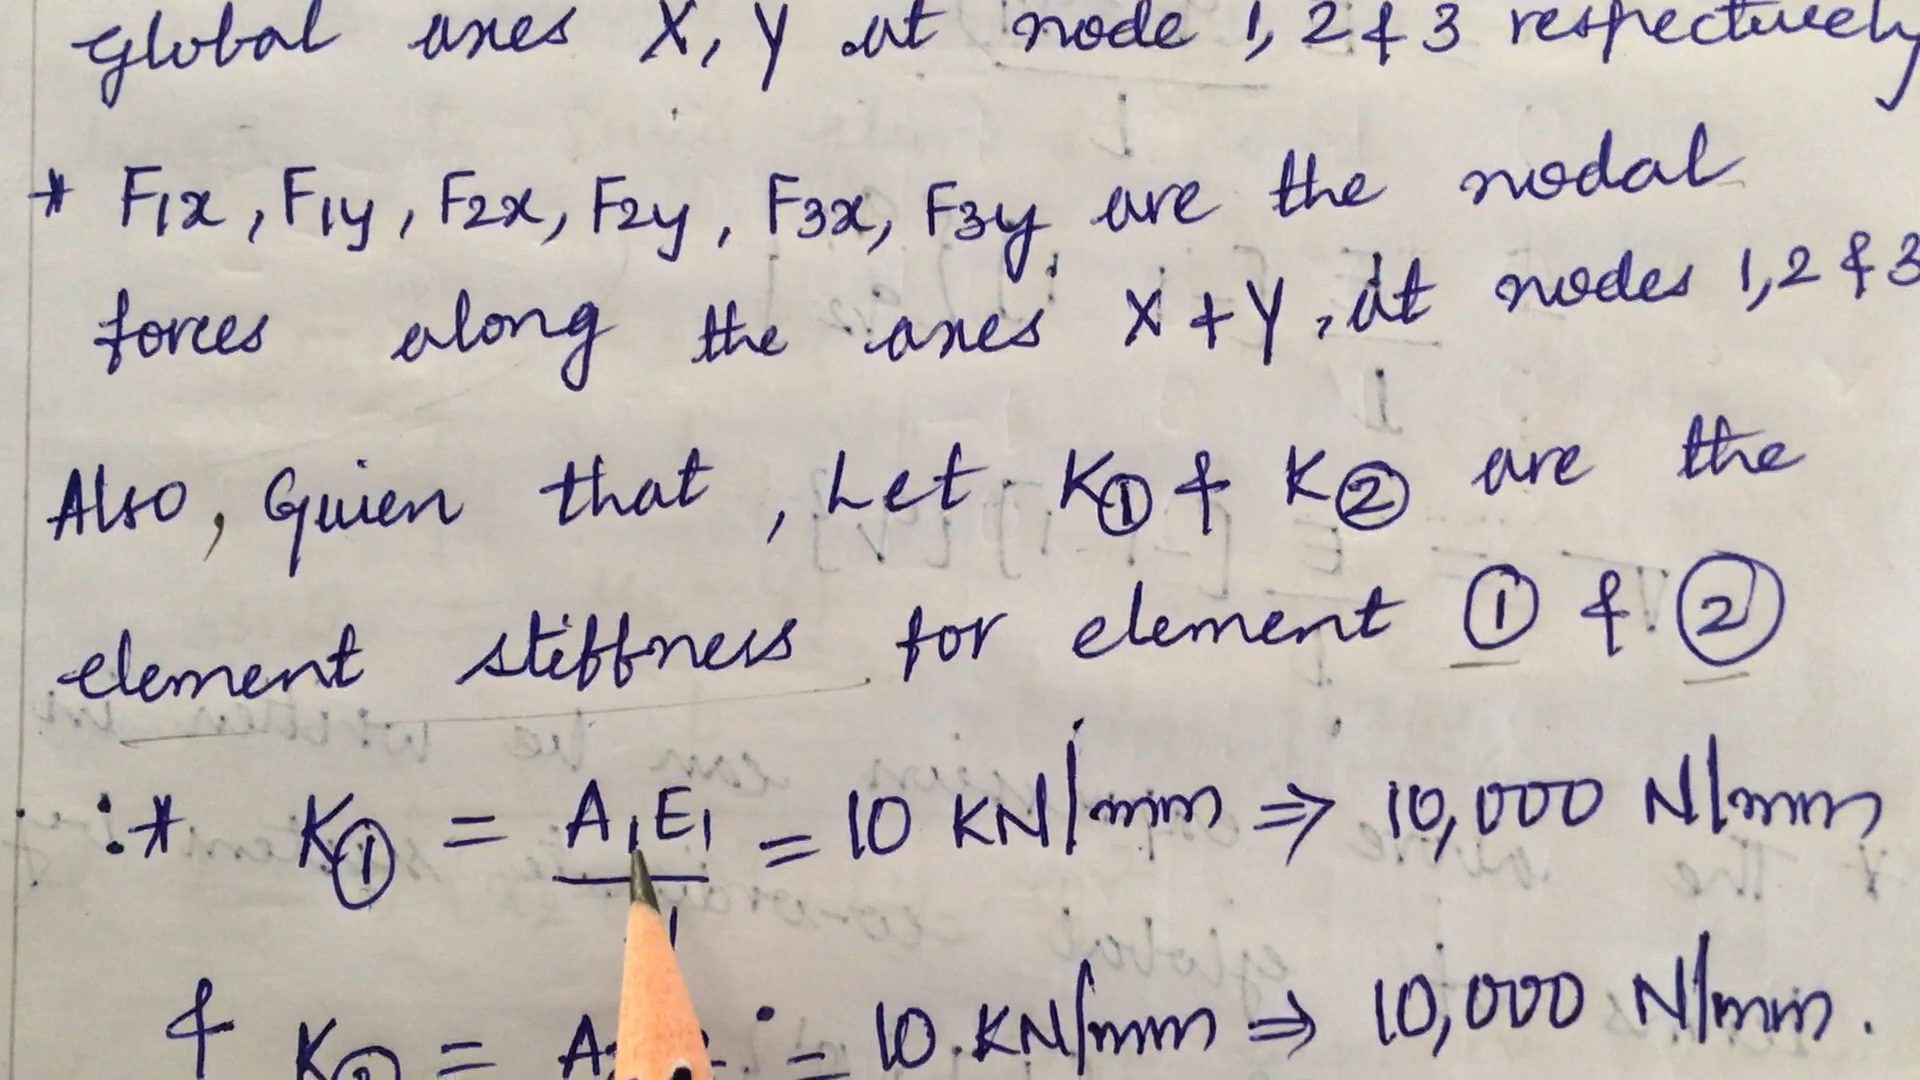 global axes X, Y at node 1, 2 & 3 respectively
* F1x, F1y, F2x, F2y, F3x, F3y are the nodal
forces along the axes X + Y, at nodes 1, 2 & 3
Also, Given that, Let K① & K② are the
element stiffness for element ① & ②
∴ * K① = A1E1 / 1 = 10 KN/mm ⇒ 10,000 N/mm
& K② = A = 10 KN/mm ⇒ 10,000 N/mm.